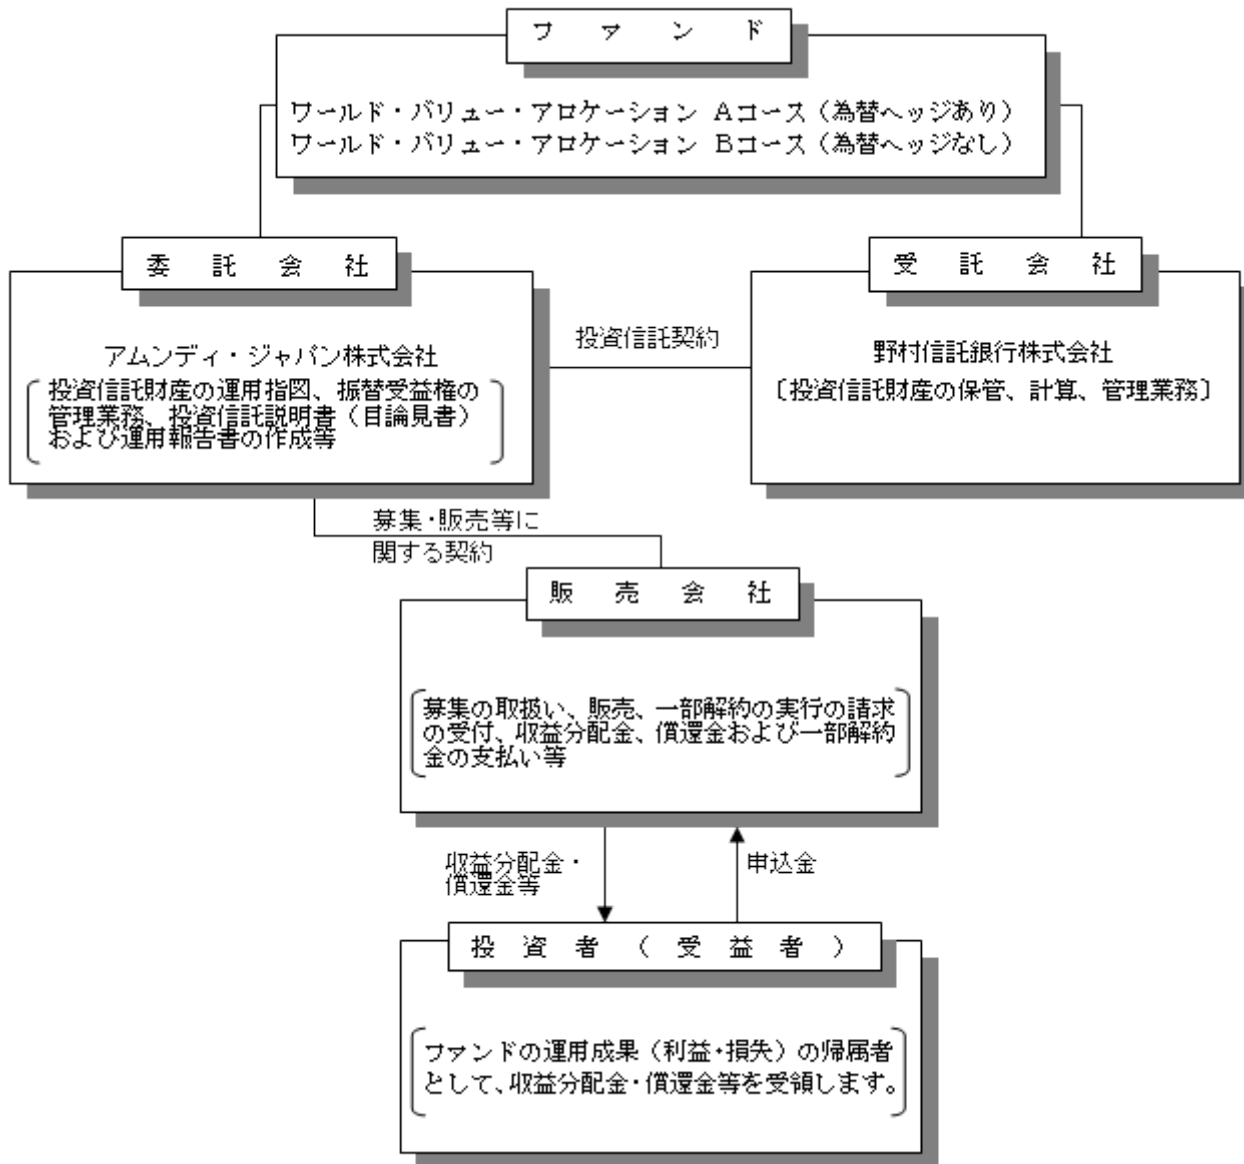 ファンド
ワールド・バリュー・アロケーション Aコース（為替ヘッジあり）
ワールド・バリュー・アロケーション Bコース（為替ヘッジなし）
委託会社
受託会社
アムンディ・ジャパン株式会社
投資信託財産の運用指図、振替受益権の
管理業務、投資信託説明書（目論見書）
および運用報告書の作成等
投資信託契約
野村信託銀行株式会社
〔投資信託財産の保管、計算、管理業務〕
募集・販売等に
関する契約
販売会社
募集の取扱い、販売、一部解約の実行の請求
の受付、収益分配金、償還金および一部解約
金の支払い等
収益分配金・
償還金等
申込金
投資者（受益者）
ファンドの運用成果（利益・損失）の帰属者
として、収益分配金・償還金等を受領します。